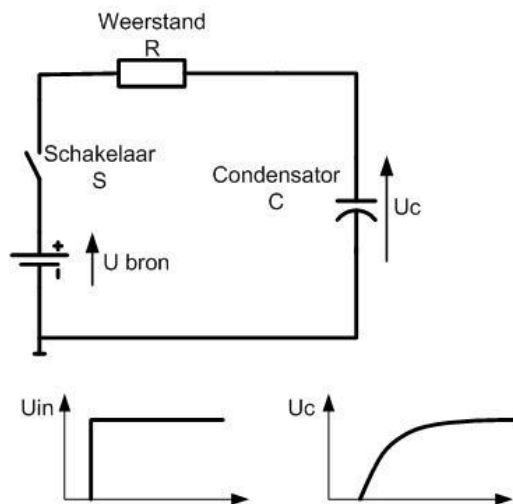 Weerstand
R
Schakelaar
S
Condensator
C
Uc
+
U bron
Uin
Uc